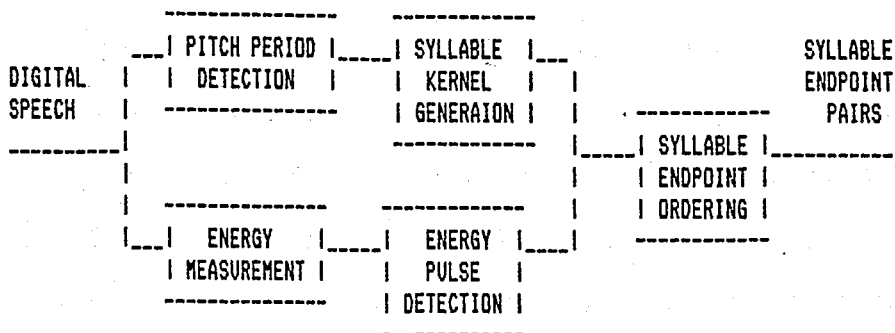 DIGITAL
SPEECH
PITCH PERIOD
DETECTION
SYLLABLE
KERNEL
GENERAION
ENERGY
MEASUREMENT
ENERGY
PULSE
DETECTION
SYLLABLE
ENDPOINT
ORDERING
SYLLABLE
ENDPOINT
PAIRS